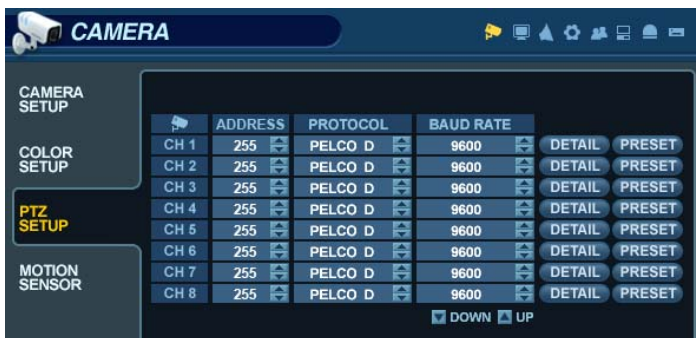 CAMERA
CAMERA
SETUP
COLOR
SETUP
PTZ
SETUP
MOTION
SENSOR
ADDRESS PROTOCOL BAUD RATE
CH 1 255 PELCO D 9600 DETAIL PRESET
CH 2 255 PELCO D 9600 DETAIL PRESET
CH 3 255 PELCO D 9600 DETAIL PRESET
CH 4 255 PELCO D 9600 DETAIL PRESET
CH 5 255 PELCO D 9600 DETAIL PRESET
CH 6 255 PELCO D 9600 DETAIL PRESET
CH 7 255 PELCO D 9600 DETAIL PRESET
CH 8 255 PELCO D 9600 DETAIL PRESET
DOWN UP